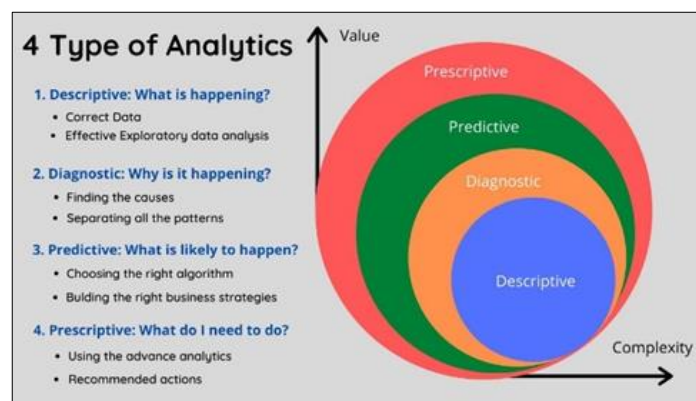 4 Type of Analytics
1. Descriptive: What is happening?
Correct Data
Effective Exploratory data analysis
2. Diagnostic: Why is it happening?
Finding the causes
Separating all the patterns
3. Predictive: What is likely to happen?
Choosing the right algorithm
Bulding the right business strategies
4. Prescriptive: What do I need to do?
Using the advance analytics
Recommended actions
Value
Prescriptive
Predictive
Diagnostic
Descriptive
Complexity